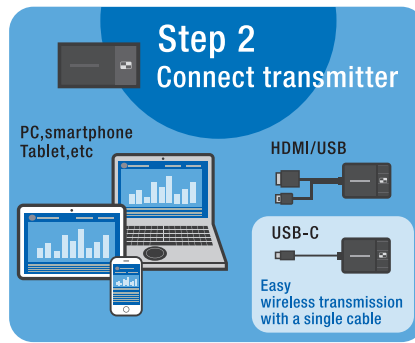 Step 2
Connect transmitter
PC,smartphone
Tablet,etc
HDMI/USB
USB-C
Easy
wireless transmission
with a single cable